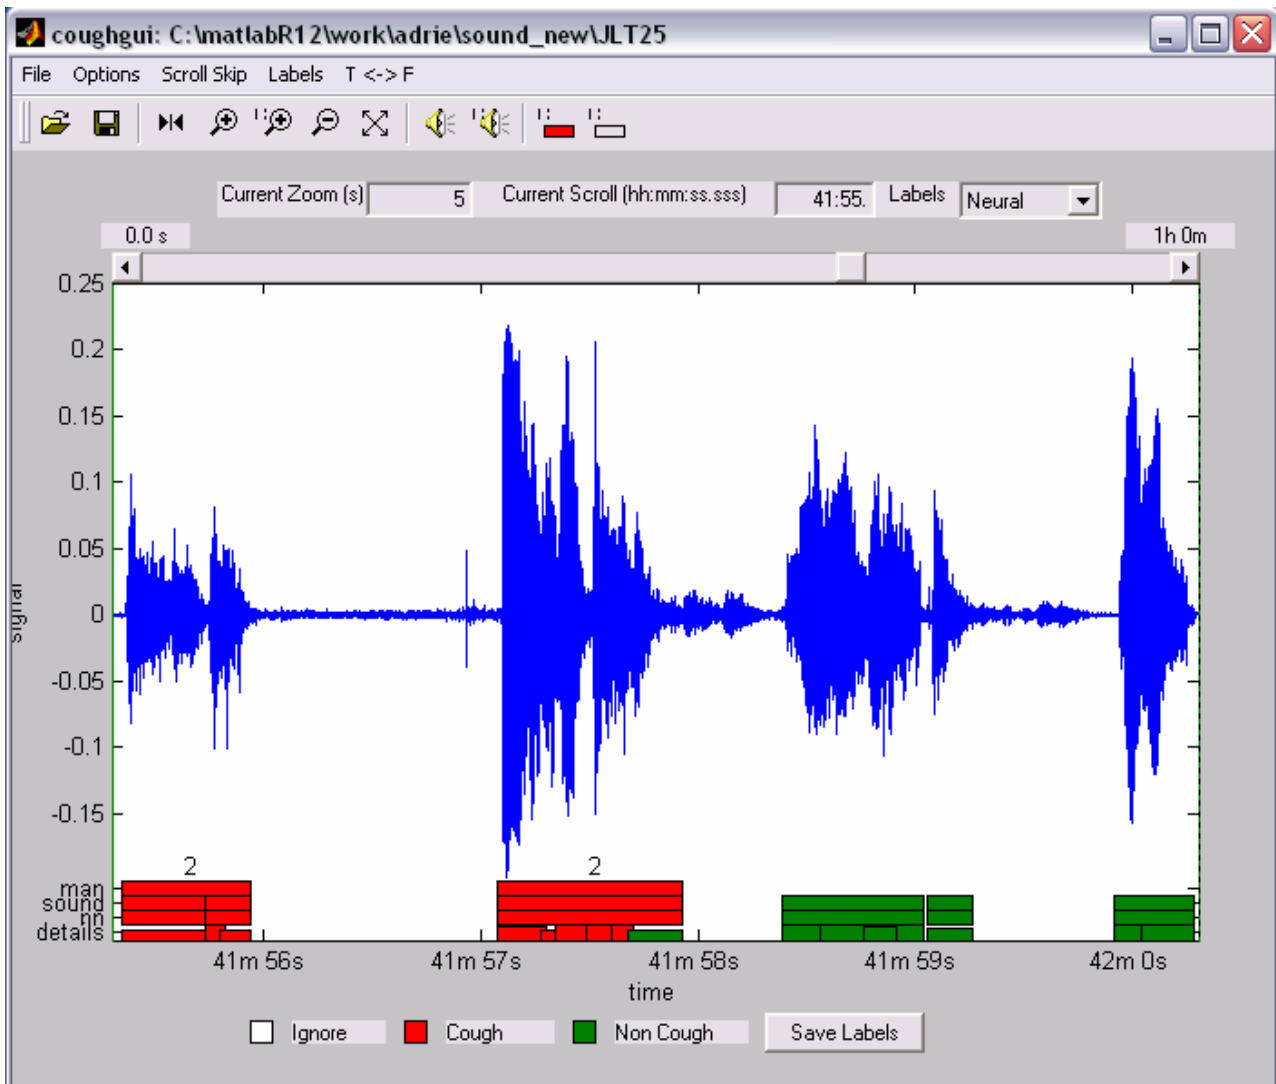 coughgui: C:\matlabR12\work\adrie\sound_new\JLT25
File Options Scroll Skip Labels T <-> F
Current Zoom (s) 5 Current Scroll (hh:mm:ss.sss) 41:55. Labels Neural
0.0 s 1h 0m
0.25
0.2
0.15
0.1
0.05
0
-0.05
-0.1
-0.15
signal
2 2
man
sound
nn
details
41m 56s 41m 57s 41m 58s 41m 59s 42m 0s
time
Ignore Cough Non Cough Save Labels